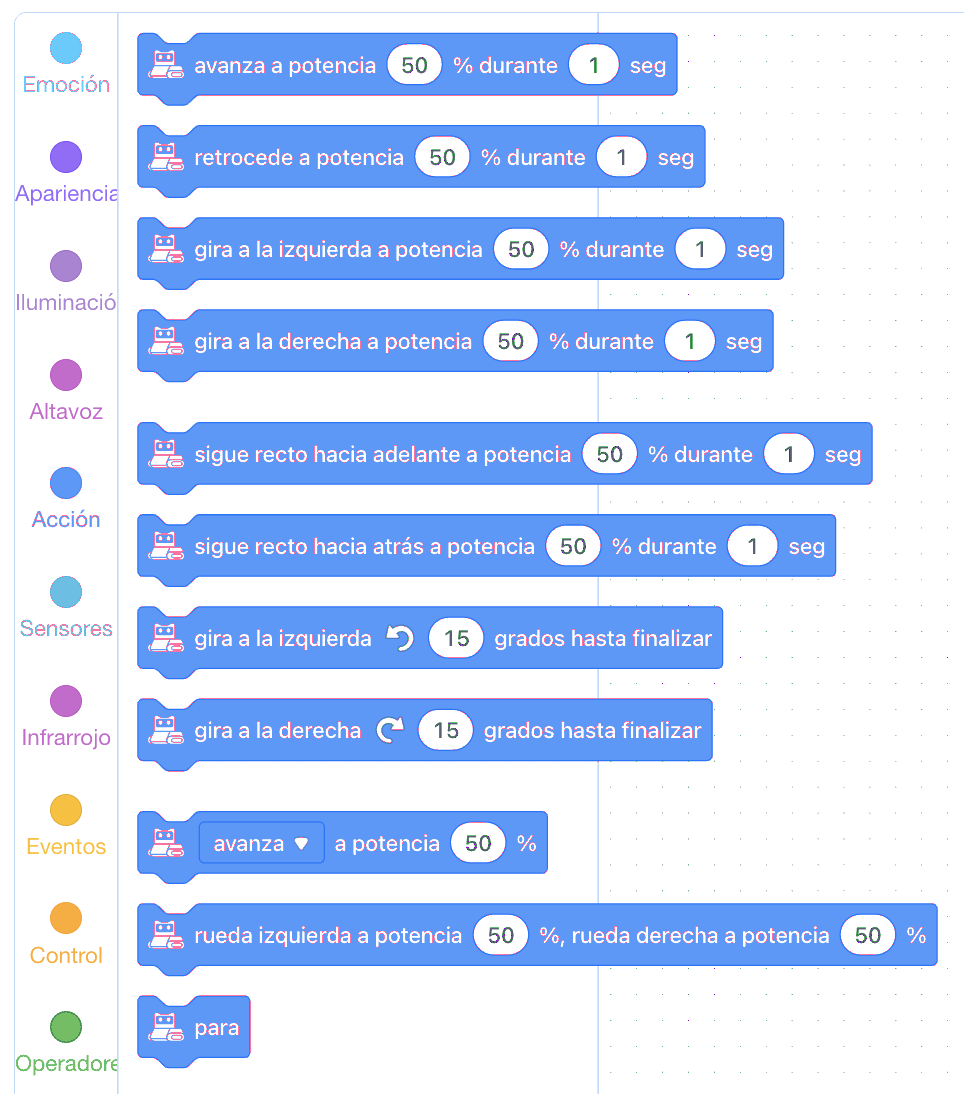 Emoción
Apariencia
Iluminació
Altavoz
Acción
Sensores
Infrarrojo
Eventos
Control
Operadore
avanza a potencia 50 % durante 1 seg
retrocede a potencia 50 % durante 1 seg
gira a la izquierda a potencia 50 % durante 1 seg
gira a la derecha a potencia 50 % durante 1 seg
sigue recto hacia adelante a potencia 50 % durante 1 seg
sigue recto hacia atrás a potencia 50 % durante 1 seg
gira a la izquierda 15 grados hasta finalizar
gira a la derecha 15 grados hasta finalizar
avanza a potencia 50 %
rueda izquierda a potencia 50 %, rueda derecha a potencia 50 %
para